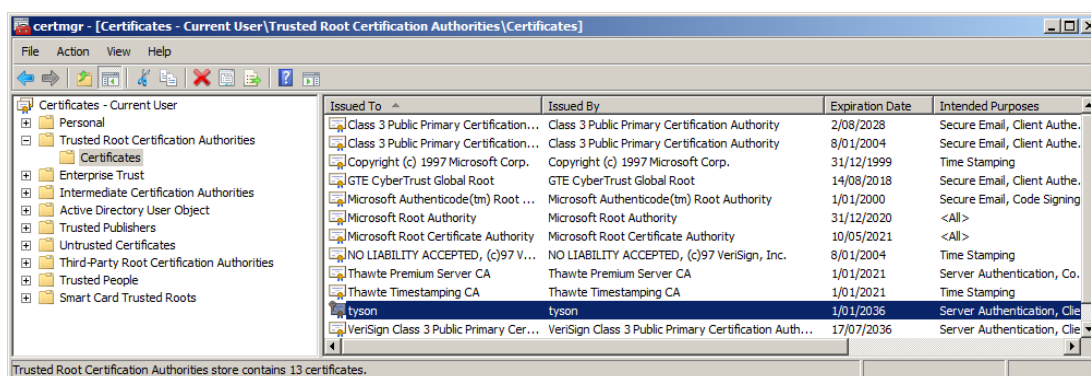 certmgr - [Certificates - Current User\Trusted Root Certification Authorities\Certificates]
File Action View Help
Certificates - Current User
Personal
Trusted Root Certification Authorities
Certificates
Enterprise Trust
Intermediate Certification Authorities
Active Directory User Object
Trusted Publishers
Untrusted Certificates
Third-Party Root Certification Authorities
Trusted People
Smart Card Trusted Roots
Issued To Issued By Expiration Date Intended Purposes
Class 3 Public Primary Certification... Class 3 Public Primary Certification Authority 2/08/2028 Secure Email, Client Authe.
Class 3 Public Primary Certification... Class 3 Public Primary Certification Authority 8/01/2004 Secure Email, Client Authe.
Copyright (c) 1997 Microsoft Corp. Copyright (c) 1997 Microsoft Corp. 31/12/1999 Time Stamping
GTE CyberTrust Global Root GTE CyberTrust Global Root 14/08/2018 Secure Email, Client Authe.
Microsoft Authenticode(tm) Root ... Microsoft Authenticode(tm) Root Authority 1/01/2000 Secure Email, Code Signing
Microsoft Root Authority Microsoft Root Authority 31/12/2020 <All>
Microsoft Root Certificate Authority Microsoft Root Certificate Authority 10/05/2021 <All>
NO LIABILITY ACCEPTED, (c)97 V... NO LIABILITY ACCEPTED, (c)97 VeriSign, Inc. 8/01/2004 Time Stamping
Thawte Premium Server CA Thawte Premium Server CA 1/01/2021 Server Authentication, Co.
Thawte Timestamping CA Thawte Timestamping CA 1/01/2021 Time Stamping
tyson tyson 1/01/2036 Server Authentication, Clie
VeriSign Class 3 Public Primary Cer... VeriSign Class 3 Public Primary Certification Auth... 17/07/2036 Server Authentication, Clie
Trusted Root Certification Authorities store contains 13 certificates.